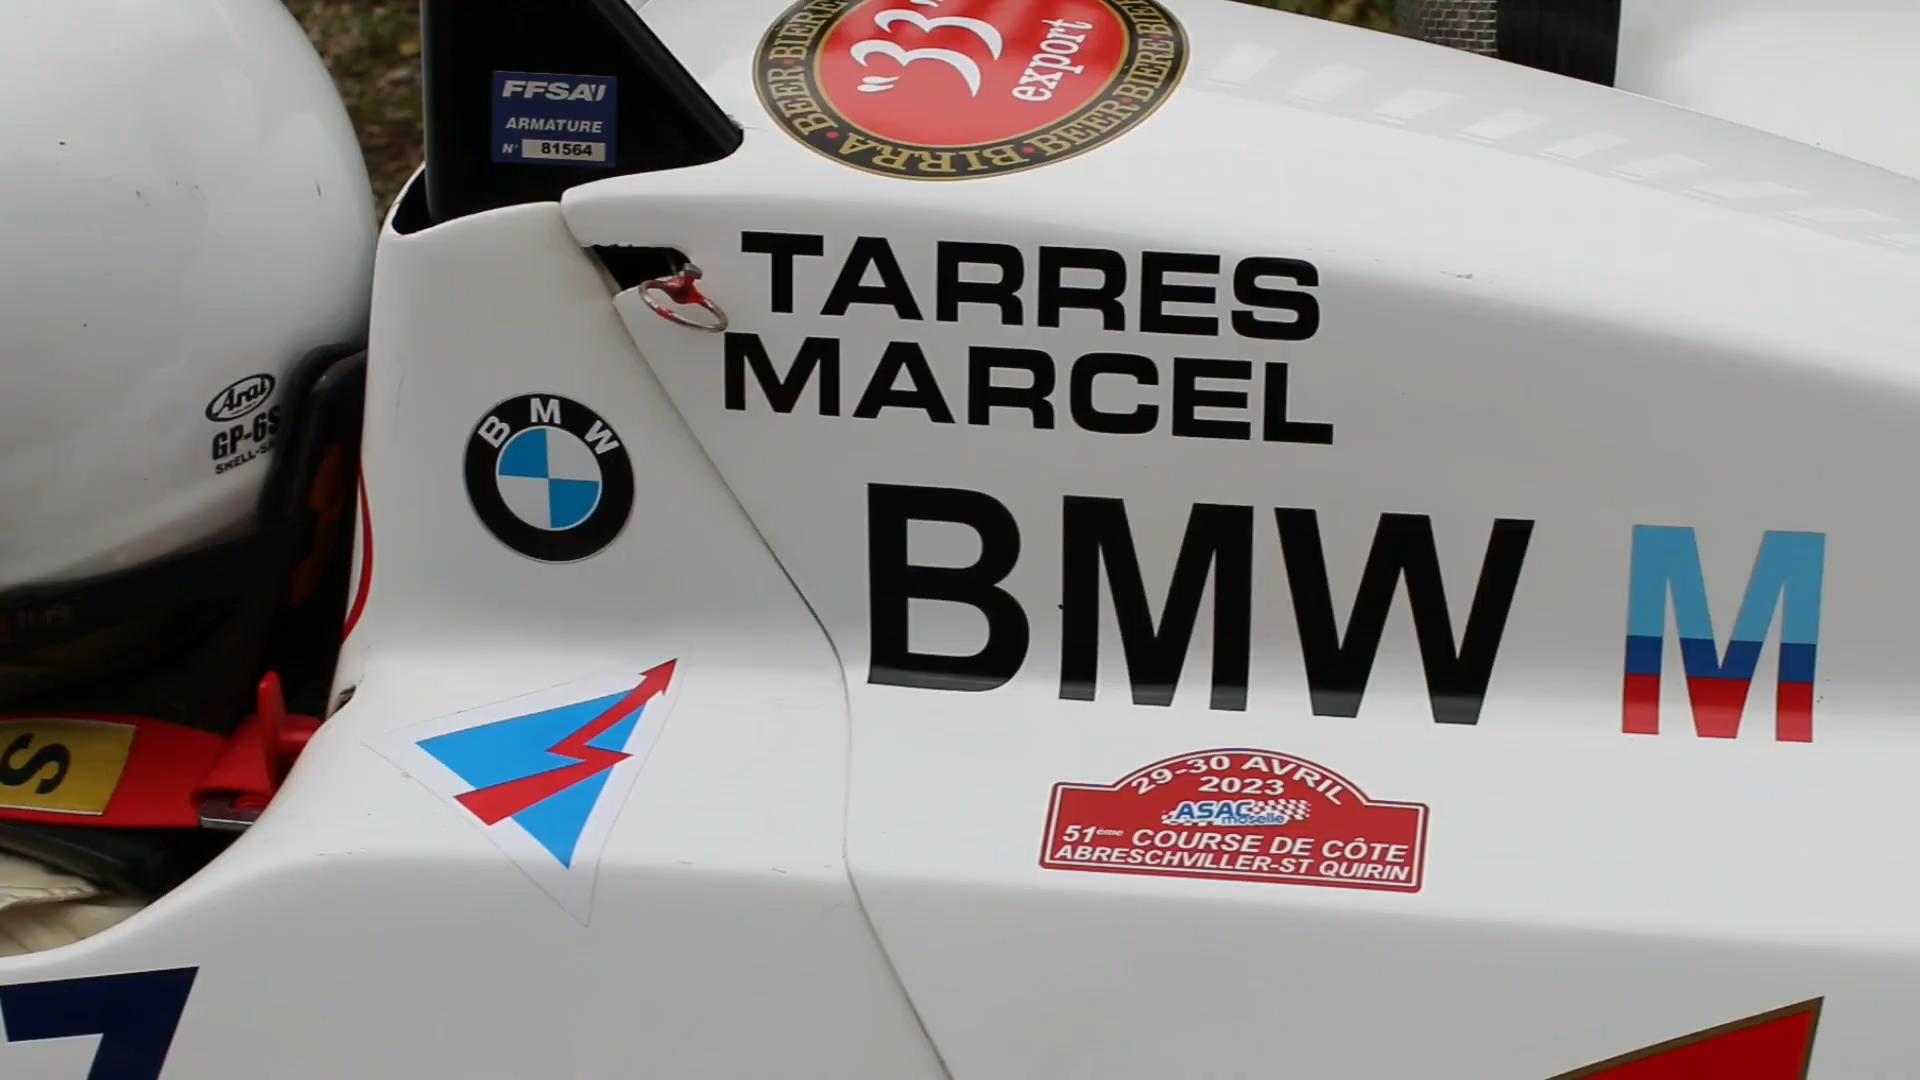 "33"
export
BEER·BIERE
·BIRRA·BIRRA·BEER·BIERE
FFSA
ARMATURE
N° 81564
TARRES
MARCEL
Arai
GP-6S
BMW
BMW M
S
29-30 AVRIL
2023
ASAC
moselle
51ème COURSE DE CÔTE
ABRESCHVILLER-ST QUIRIN